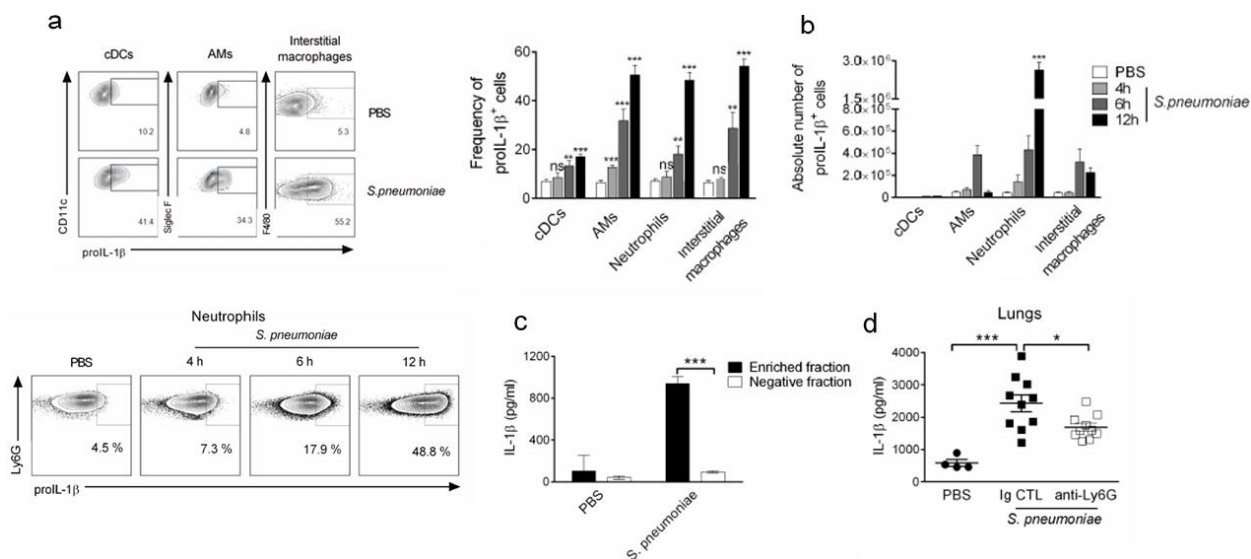 a
cDCs
AMs
Interstitial
macrophages
CD11c
Siglec F
F480
10.2
4.8
5.3
PBS
41.4
34.3
55.2
S.pneumoniae
proIL-1β
Frequency of
proIL-1β+ cells
60
40
20
0
ns
**
***
***
***
***
ns
**
***
ns
**
***
cDCs
AMs
Neutrophils
Interstitial
macrophages
b
Absolute number of
proIL-1β+ cells
3.0×10⁶
1.5×10⁶
5.0×10⁵
4.0×10⁵
3.0×10⁵
2.0×10⁵
1.0×10⁵
0
***
cDCs
AMs
Neutrophils
Interstitial
macrophages
PBS
4h
6h
12h
S.pneumoniae
Neutrophils
S. pneumoniae
PBS
4 h
6 h
12 h
Ly6G
4.5 %
7.3 %
17.9 %
48.8 %
proIL-1β
c
IL-1β (pg/ml)
1200
800
400
0
***
Enriched fraction
Negative fraction
PBS
S. pneumoniae
d
Lungs
IL-1β (pg/ml)
4000
3000
2000
1000
0
***
*
PBS
Ig CTL
anti-Ly6G
S. pneumoniae